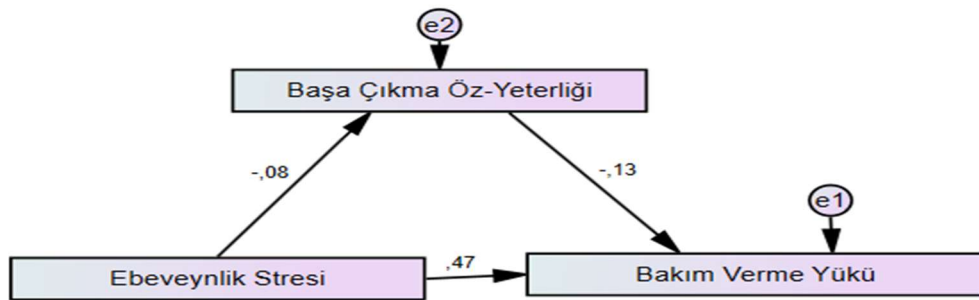 e2
Başa Çıkma Öz-Yeterliği
-,08
-,13
e1
,47
Ebeveynlik Stresi
Bakım Verme Yükü